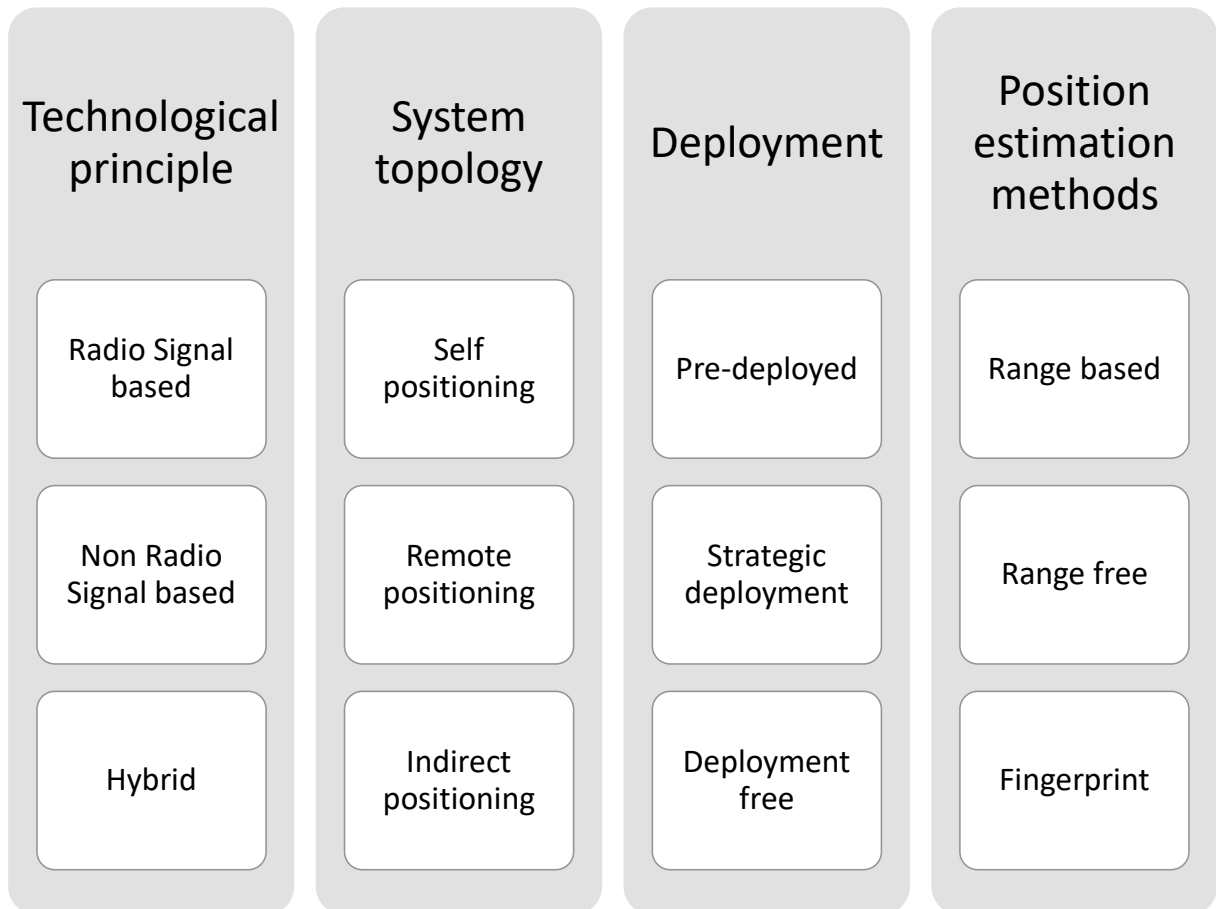 Technological
principle
Radio Signal
based
Non Radio
Signal based
Hybrid
System
topology
Self
positioning
Remote
positioning
Indirect
positioning
Deployment
Pre-deployed
Strategic
deployment
Deployment
free
Position
estimation
methods
Range based
Range free
Fingerprint